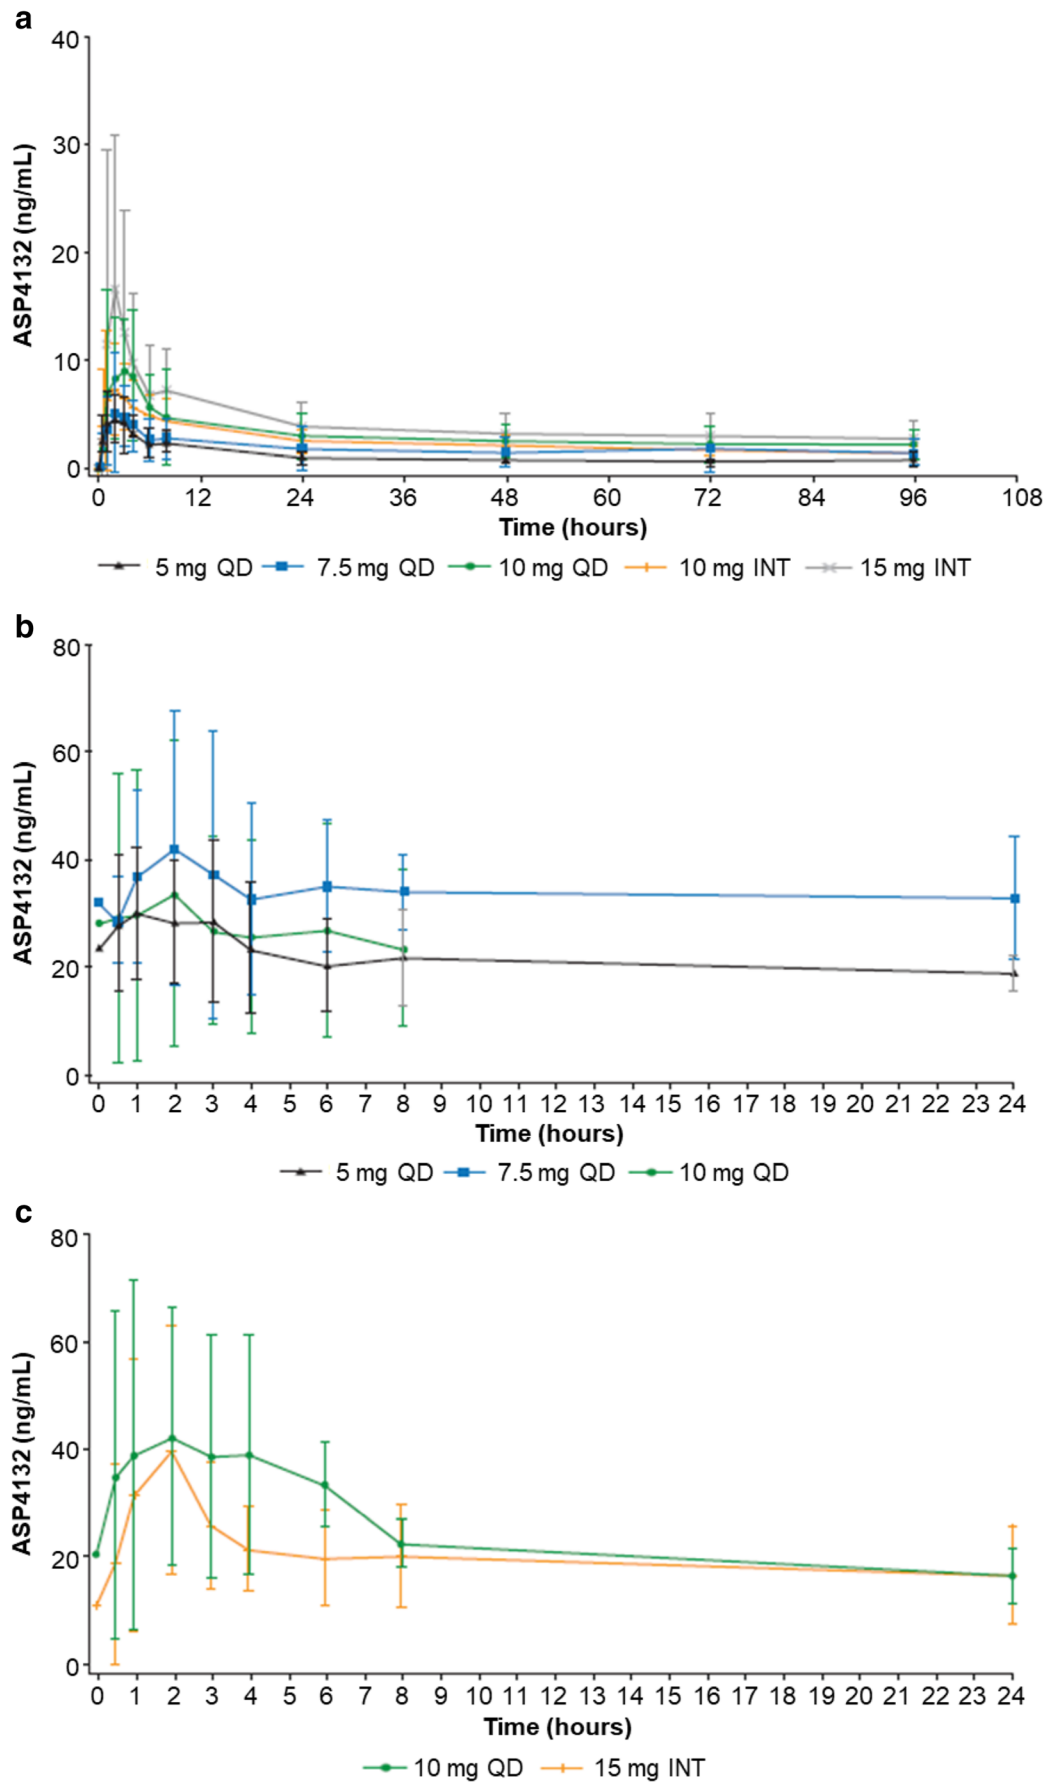 a
40
30
20
10
0
ASP4132 (ng/mL)
0 12 24 36 48 60 72 84 96 108
Time (hours)
5 mg QD 7.5 mg QD 10 mg QD 10 mg INT 15 mg INT
b
80
60
40
20
0
ASP4132 (ng/mL)
0 1 2 3 4 5 6 7 8 9 10 11 12 13 14 15 16 17 18 19 20 21 22 23 24
Time (hours)
5 mg QD 7.5 mg QD 10 mg QD
c
80
60
40
20
0
ASP4132 (ng/mL)
0 1 2 3 4 5 6 7 8 9 10 11 12 13 14 15 16 17 18 19 20 21 22 23 24
Time (hours)
10 mg QD 15 mg INT